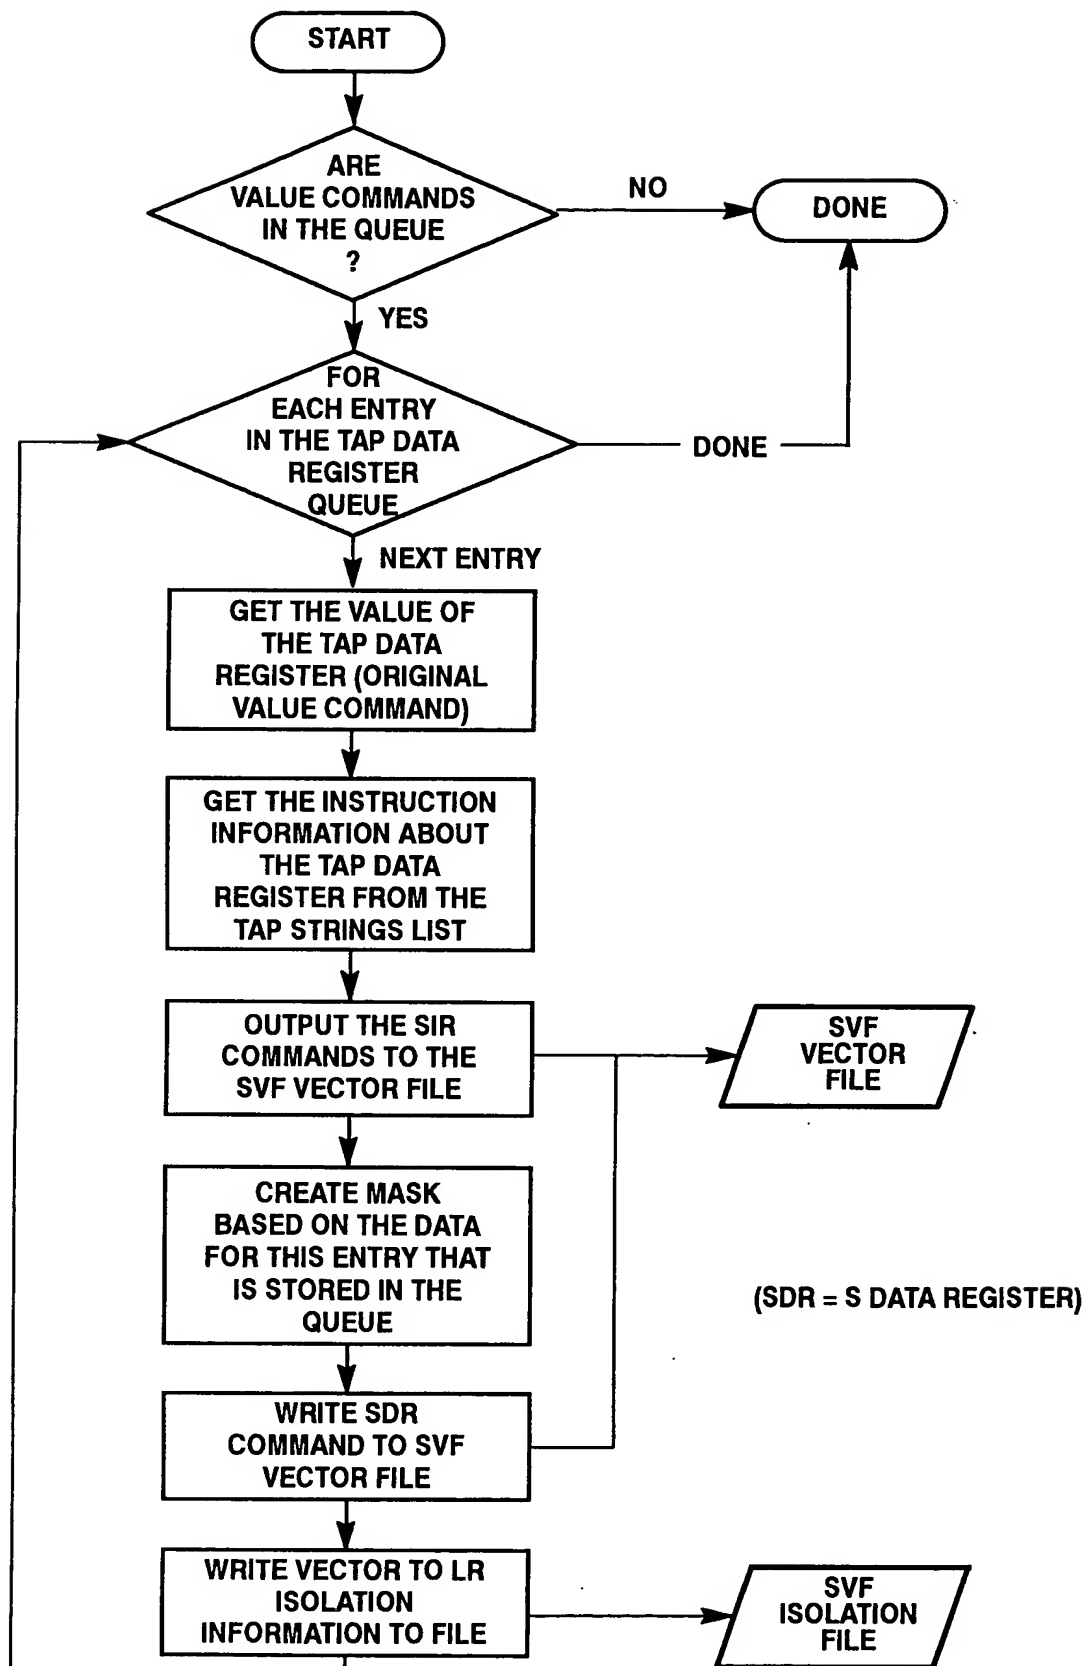 START
ARE
VALUE COMMANDS
IN THE QUEUE
?
NO
DONE
YES
FOR
EACH ENTRY
IN THE TAP DATA
REGISTER
QUEUE
DONE
NEXT ENTRY
GET THE VALUE OF
THE TAP DATA
REGISTER (ORIGINAL
VALUE COMMAND)
GET THE INSTRUCTION
INFORMATION ABOUT
THE TAP DATA
REGISTER FROM THE
TAP STRINGS LIST
OUTPUT THE SIR
COMMANDS TO THE
SVF VECTOR FILE
SVF
VECTOR
FILE
CREATE MASK
BASED ON THE DATA
FOR THIS ENTRY THAT
IS STORED IN THE
QUEUE
(SDR = S DATA REGISTER)
WRITE SDR
COMMAND TO SVF
VECTOR FILE
WRITE VECTOR TO LR
ISOLATION
INFORMATION TO FILE
SVF
ISOLATION
FILE